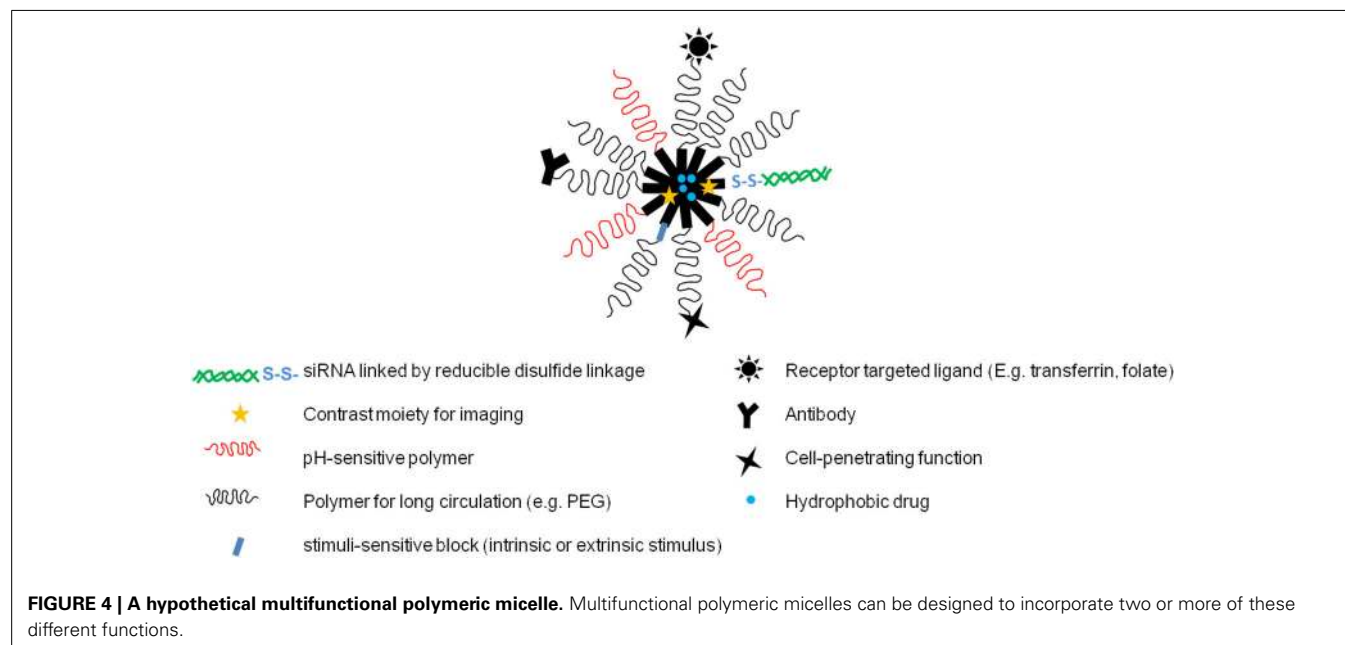 S-S-
S-S- siRNA linked by reducible disulfide linkage
Contrast moiety for imaging
pH-sensitive polymer
Polymer for long circulation (e.g. PEG)
stimuli-sensitive block (intrinsic or extrinsic stimulus)
Receptor targeted ligand (E.g. transferrin, folate)
Antibody
Cell-penetrating function
Hydrophobic drug
FIGURE 4 | A hypothetical multifunctional polymeric micelle. Multifunctional polymeric micelles can be designed to incorporate two or more of these
different functions.